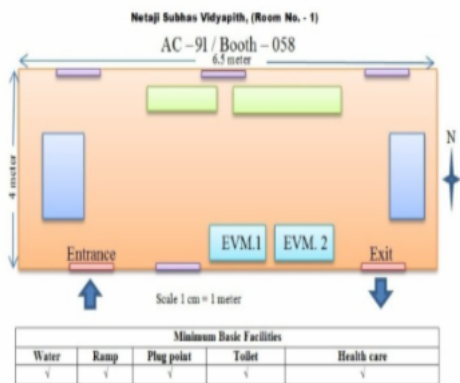 Netaji Subhas Vidyapith, (Room No. - 1)
AC – 91 / Booth – 058
6.5 meter
4 meter
N
EVM.1 EVM. 2
Entrance Exit
Scale 1 cm = 1 meter
Minimum Basic Facilities
Water Ramp Plug point Toilet Health care
√ √ √ √ √